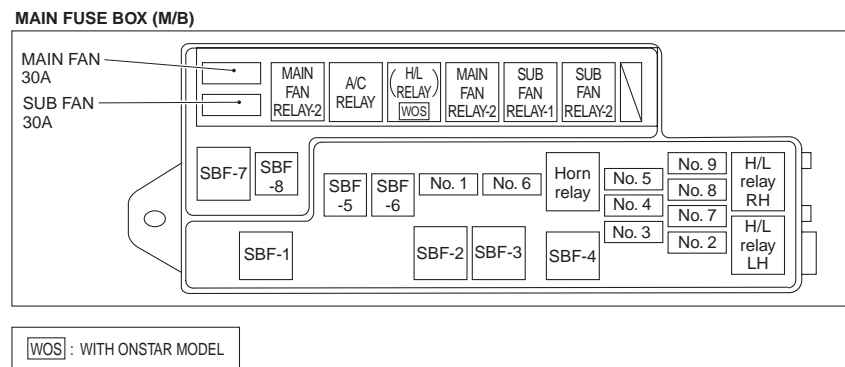 MAIN FUSE BOX (M/B)
MAIN FAN
30A
SUB FAN
30A
MAIN
FAN
RELAY-2
A/C
RELAY
(H/L
RELAY)
WOS
MAIN
FAN
RELAY-2
SUB
FAN
RELAY-1
SUB
FAN
RELAY-2
SBF-7
SBF
-8
SBF
-5
SBF
-6
No. 1
No. 6
Horn
relay
No. 5
No. 4
No. 3
No. 9
No. 8
No. 7
No. 2
H/L
relay
RH
H/L
relay
LH
SBF-1
SBF-2
SBF-3
SBF-4
WOS : WITH ONSTAR MODEL